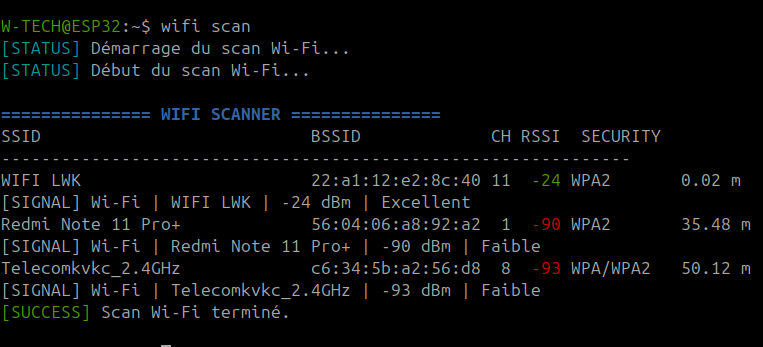 W-TECH@ESP32:~$ wifi scan
[STATUS] Démarrage du scan Wi-Fi...
[STATUS] Début du scan Wi-Fi...
=============== WIFI SCANNER ===============
SSID BSSID CH RSSI SECURITY
---------------------------------------------------------------
WIFI LWK 22:a1:12:e2:8c:40 11 -24 WPA2 0.02 m
[SIGNAL] Wi-Fi | WIFI LWK | -24 dBm | Excellent
Redmi Note 11 Pro+ 56:04:06:a8:92:a2 1 -90 WPA2 35.48 m
[SIGNAL] Wi-Fi | Redmi Note 11 Pro+ | -90 dBm | Faible
Telecomkvkc_2.4GHz c6:34:5b:a2:56:d8 8 -93 WPA/WPA2 50.12 m
[SIGNAL] Wi-Fi | Telecomkvkc_2.4GHz | -93 dBm | Faible
[SUCCESS] Scan Wi-Fi terminé.